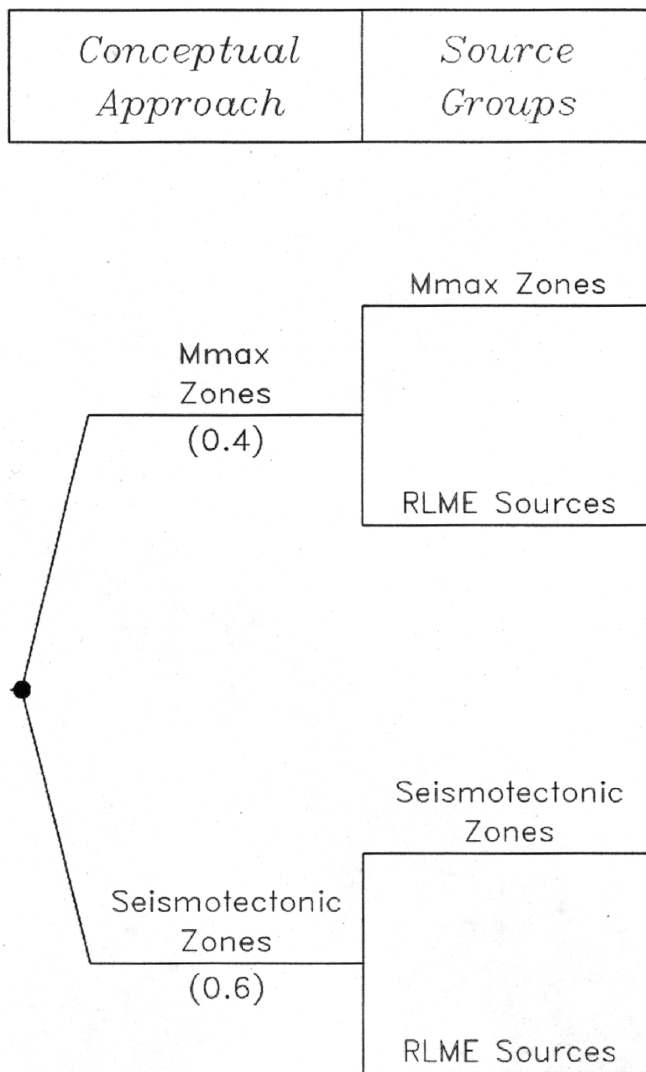 Conceptual
Approach
Source
Groups
Mmax Zones
Mmax
Zones
(0.4)
RLME Sources
Seismotectonic
Zones
Seismotectonic
Zones
(0.6)
RLME Sources